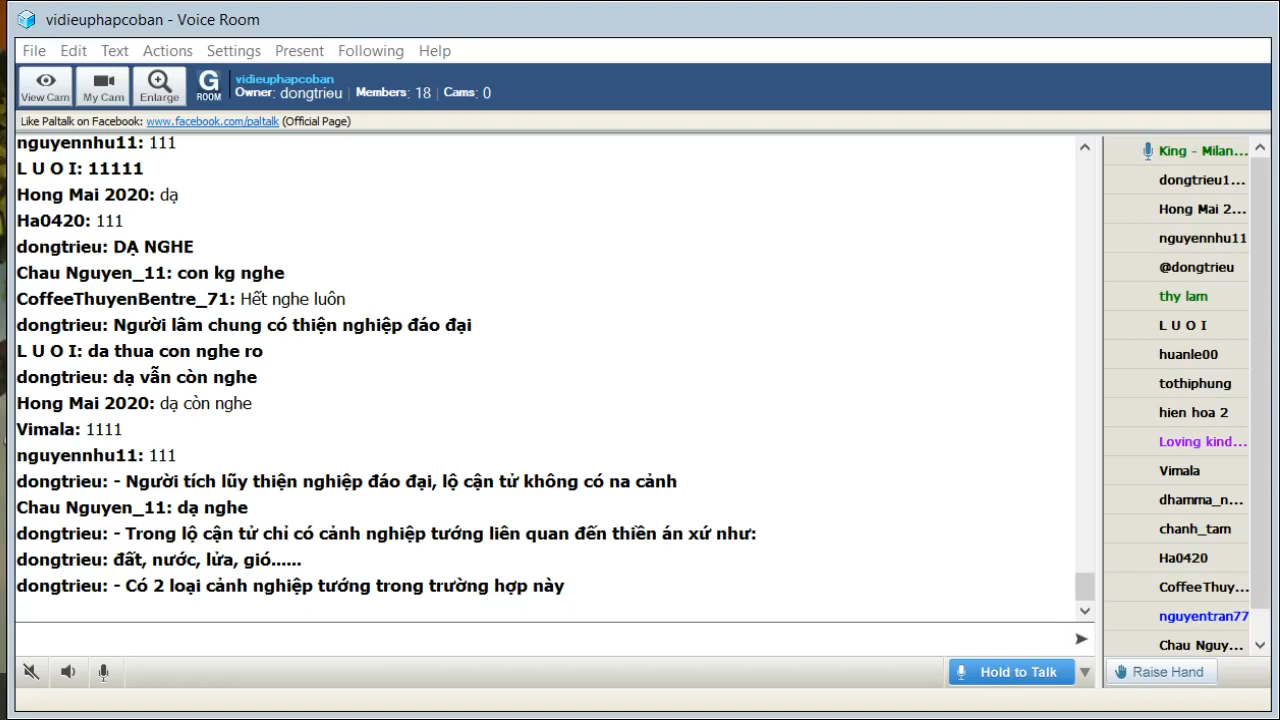 vidieuphapcoban - Voice Room
File Edit Text Actions Settings Present Following Help
View Cam My Cam Enlarge G ROOM
vidieuphapcoban
Owner: dongtrieu | Members: 18 | Cams: 0
Like Paltalk on Facebook: www.facebook.com/paltalk (Official Page)
nguyennhu11: 111
L U O I: 11111
Hong Mai 2020: dạ
Ha0420: 111
dongtrieu: DẠ NGHE
Chau Nguyen_11: con kg nghe
CoffeeThuyenBentre_71: Hết nghe luôn
dongtrieu: Người lâm chung có thiện nghiệp đáo đại
L U O I: da thua con nghe ro
dongtrieu: dạ vẫn còn nghe
Hong Mai 2020: dạ còn nghe
Vimala: 1111
nguyennhu11: 111
dongtrieu: - Người tích lũy thiện nghiệp đáo đại, lộ cận tử không có na cảnh
Chau Nguyen_11: dạ nghe
dongtrieu: - Trong lộ cận tử chỉ có cảnh nghiệp tướng liên quan đến thiền án xứ như:
dongtrieu: đất, nước, lửa, gió......
dongtrieu: - Có 2 loại cảnh nghiệp tướng trong trường hợp này
King - Milan...
dongtrieu1...
Hong Mai 2...
nguyennhu11
@dongtrieu
thy lam
L U O I
huanle00
tothiphung
hien hoa 2
Loving kind...
Vimala
dhamma_n...
chanh_tam
Ha0420
CoffeeThuy...
nguyentran77
Chau Nguy...
Hold to Talk
Raise Hand